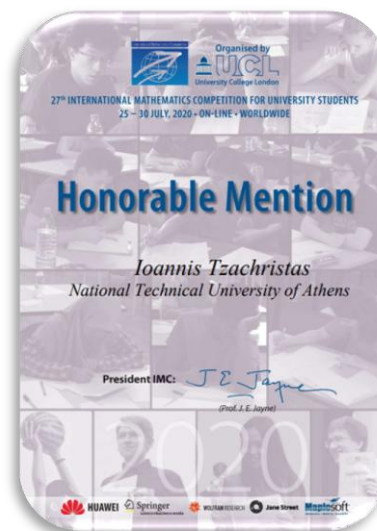 Organised by
UCL
University College London
27th INTERNATIONAL MATHEMATICS COMPETITION FOR UNIVERSITY STUDENTS
25 – 30 JULY, 2020 • ON-LINE • WORLDWIDE
Honorable Mention
Ioannis Tzachristas
National Technical University of Athens
President IMC: J E Jayne
(Prof. J. E. Jayne)
2020
HUAWEI Springer WOLFRAM RESEARCH Jane Street Maplesoft